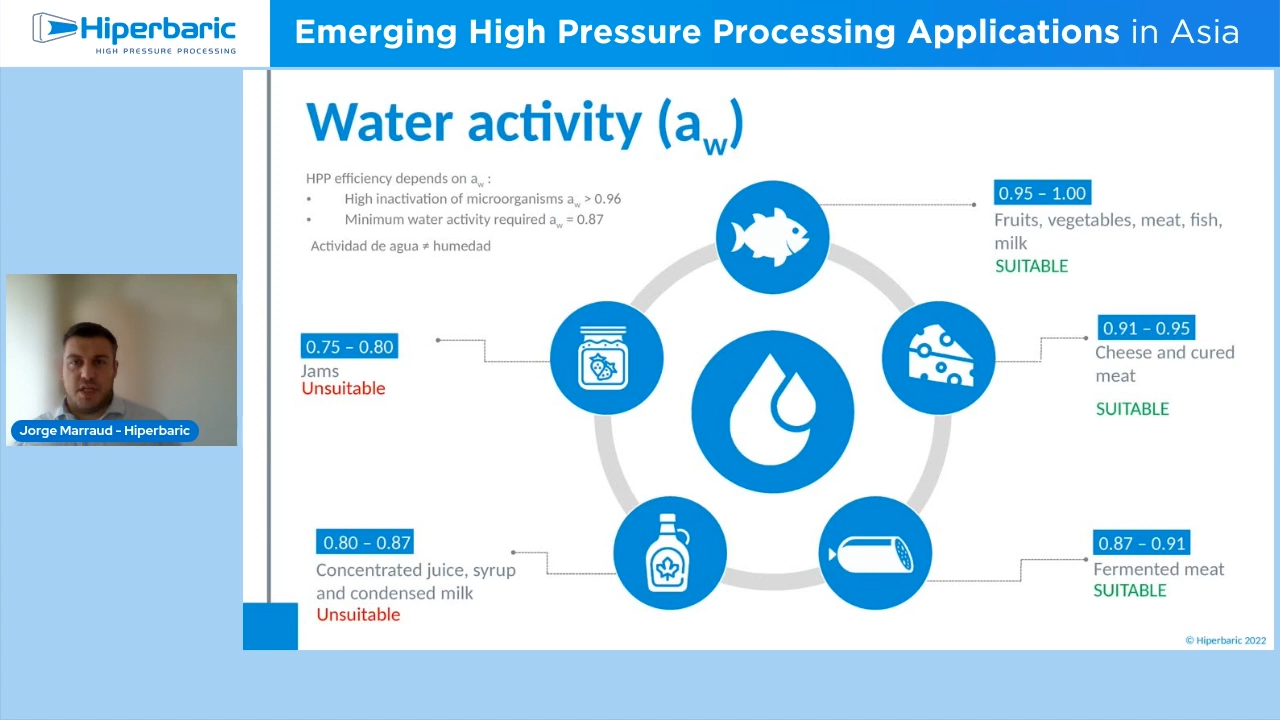 Hiperbaric
HIGH PRESSURE PROCESSING
Emerging High Pressure Processing Applications in Asia
Water activity (aw)
HPP efficiency depends on aw :
• High inactivation of microorganisms aw > 0.96
• Minimum water activity required aw = 0.87
Actividad de agua ≠ humedad
0.95 – 1.00
Fruits, vegetables, meat, fish,
milk
SUITABLE
0.91 – 0.95
Cheese and cured
meat
SUITABLE
0.87 – 0.91
Fermented meat
SUITABLE
0.80 – 0.87
Concentrated juice, syrup
and condensed milk
Unsuitable
0.75 – 0.80
Jams
Unsuitable
Jorge Marraud – Hiperbaric
© Hiperbaric 2022